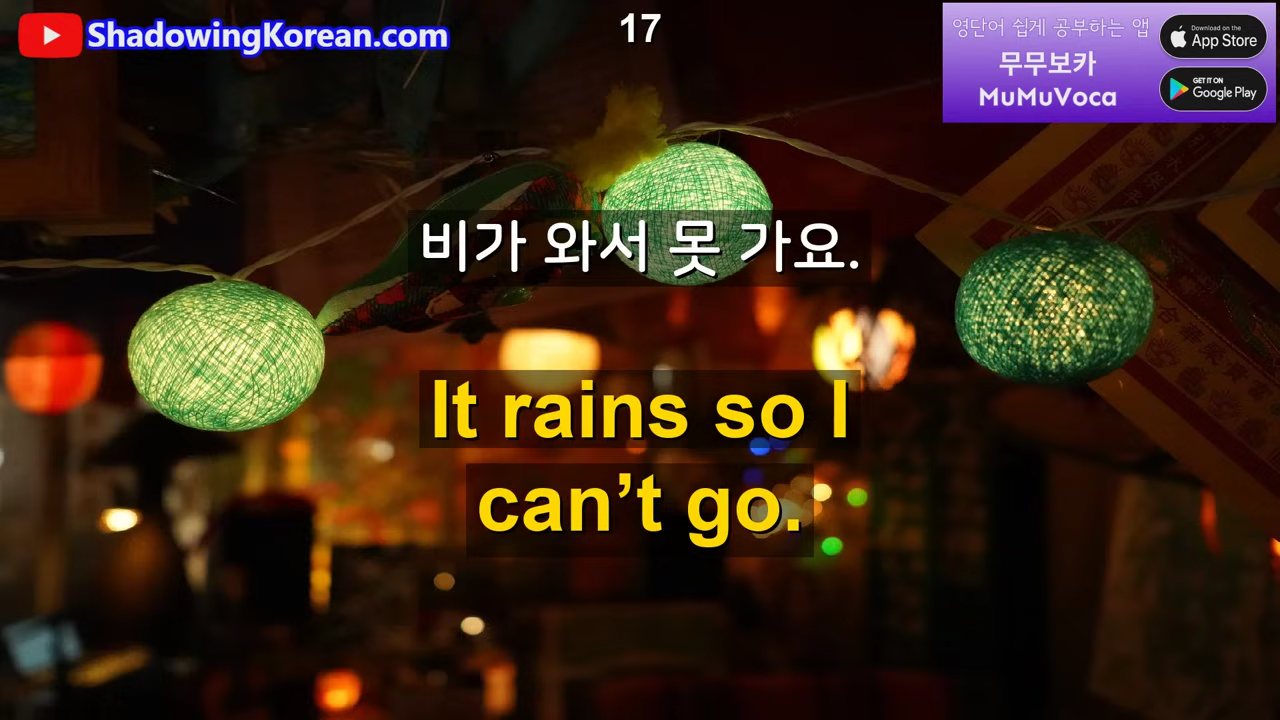 ShadowingKorean.com
17
영단어 쉽게 공부하는 앱
무무보카
MuMuVoca
Download on the
App Store
GET IT ON
Google Play
비가 와서 못 가요.
It rains so I
can’t go.